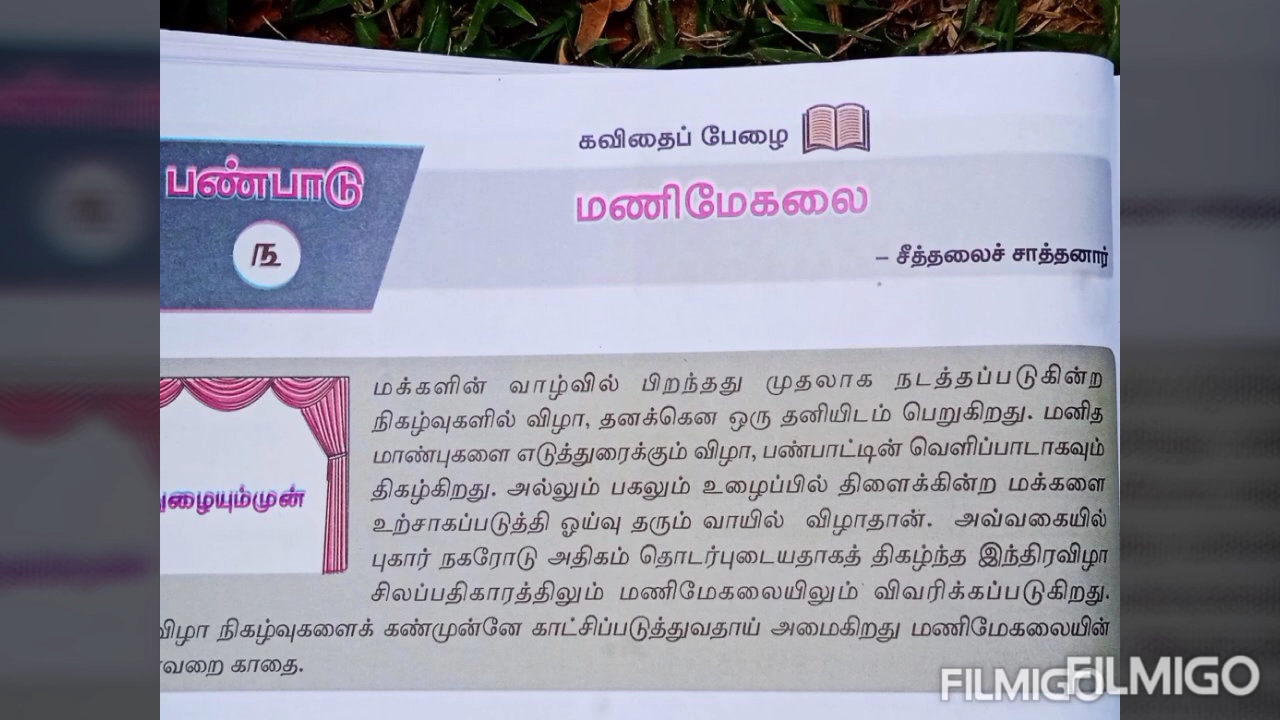 கவிதைப் பேழை
பண்பாடு
௩
மணிமேகலை
– சீத்தலைச் சாத்தனார்
மக்களின் வாழ்வில் பிறந்தது முதலாக நடத்தப்படுகின்ற
நிகழ்வுகளில் விழா, தனக்கென ஒரு தனியிடம் பெறுகிறது. மனித
மாண்புகளை எடுத்துரைக்கும் விழா, பண்பாட்டின் வெளிப்பாடாகவும்
திகழ்கிறது. அல்லும் பகலும் உழைப்பில் திளைக்கின்ற மக்களை
உற்சாகப்படுத்தி ஓய்வு தரும் வாயில் விழாதான். அவ்வகையில்
புகார் நகரோடு அதிகம் தொடர்புடையதாகத் திகழ்ந்த இந்திரவிழா
சிலப்பதிகாரத்திலும் மணிமேகலையிலும் விவரிக்கப்படுகிறது.
விழா நிகழ்வுகளைக் கண்முன்னே காட்சிப்படுத்துவதாய் அமைகிறது மணிமேகலையின்
காதை.
FILMIGO
FILMIGO